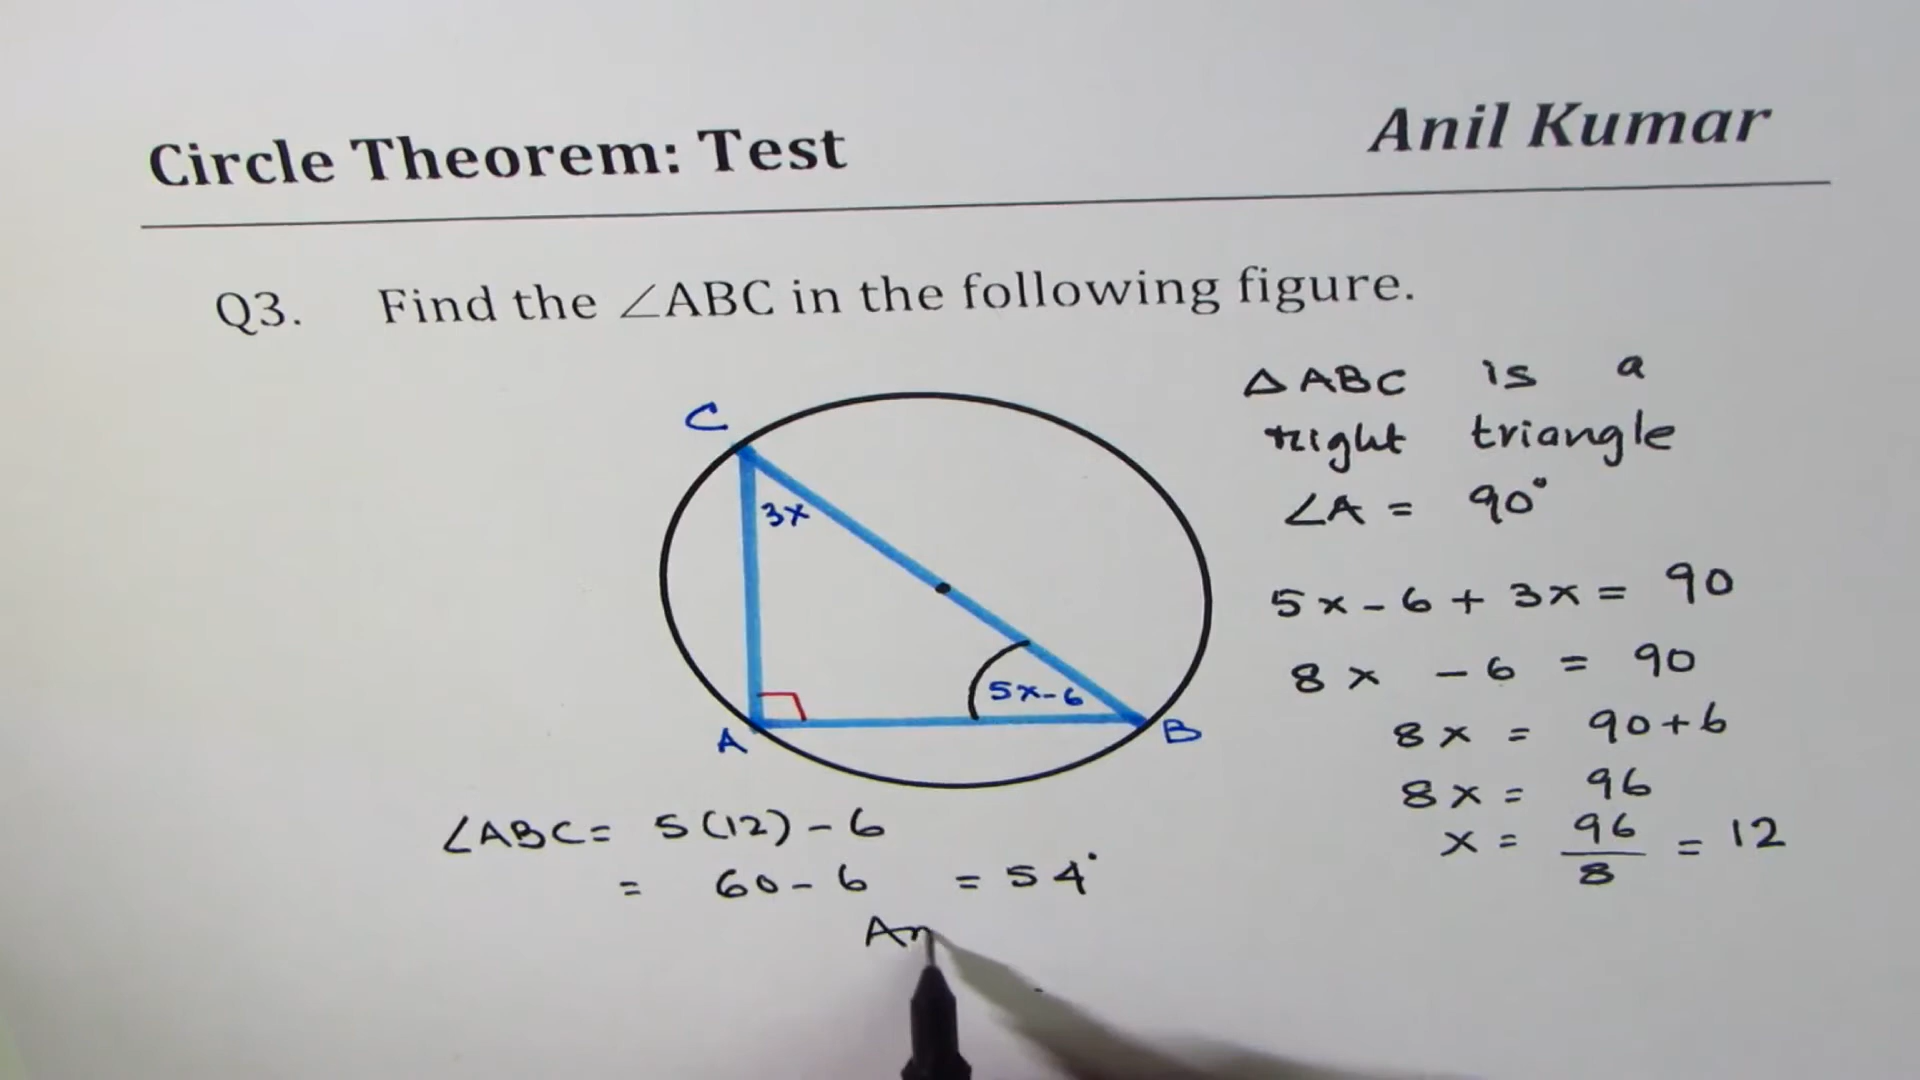 Circle Theorem: Test
Anil Kumar
Q3. Find the ∠ABC in the following figure.
△ABC is a
right triangle
∠A = 90°
C
3x
5x-6
A
B
5x-6+3x = 90
8x -6 = 90
8x = 90+6
8x = 96
x = 96/8 = 12
∠ABC = 5(12)-6
= 60-6 = 54°
An